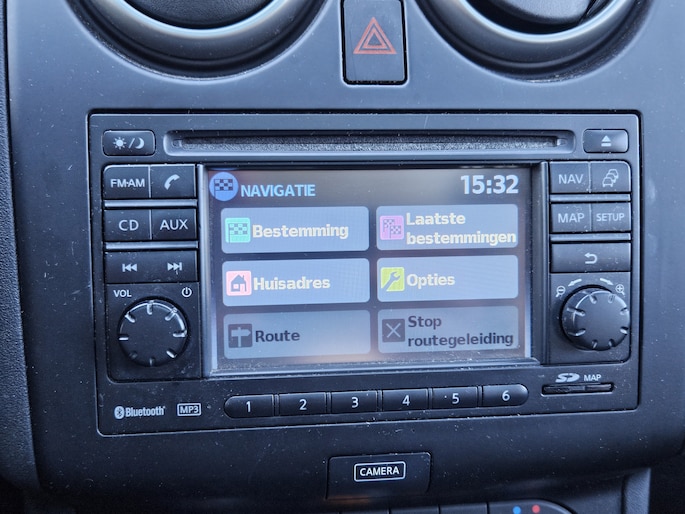 FM·AM
CD AUX
VOL
Bluetooth®
MP3
NAVIGATIE 15:32
Bestemming
Laatste
bestemmingen
Huisadres
Opties
Route
Stop
routegeleiding
NAV
MAP SETUP
SD MAP
1 2 3 4 5 6
CAMERA